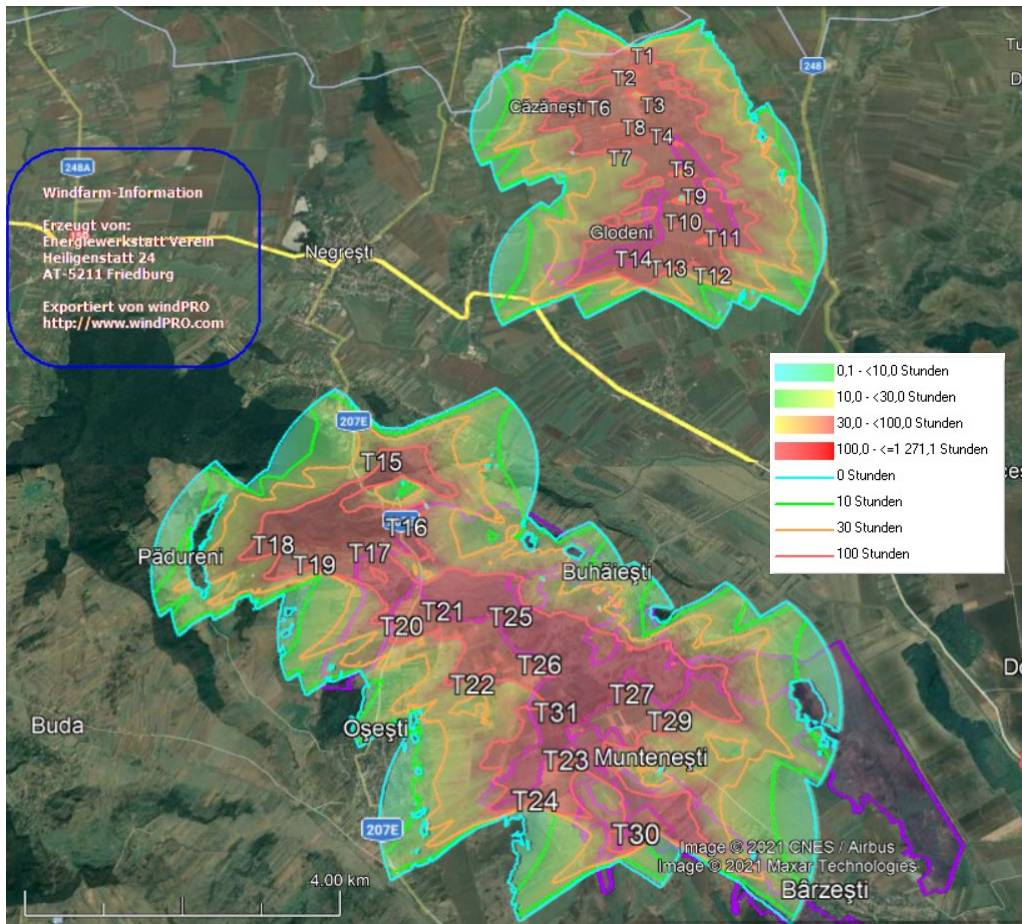 T1
248
T2
Căzănești
T6
T3
T8
T4
T7
T5
248A
Windfarm-Information
T9
Erzeugt von:
Energiewerkstatt Verein
Heiligenstatt 24
AT-5211 Friedburg
Negrești
Glodeni
T10
T11
T14
T13
T12
Exportiert von windPRO
http://www.windPRO.com
0,1 - <10,0 Stunden
10,0 - <30,0 Stunden
30,0 - <100,0 Stunden
100,0 - <=1 271,1 Stunden
0 Stunden
10 Stunden
30 Stunden
100 Stunden
207E
T15
T16
T18
T17
T19
Pădureni
Buhăiești
T21
T25
T20
T26
T22
T27
T31
T29
Buda
Oșești
T23
Muntenești
T24
207E
T30
Image © 2021 CNES / Airbus
Image © 2021 Maxar Technologies
4.00 km
Bârzești